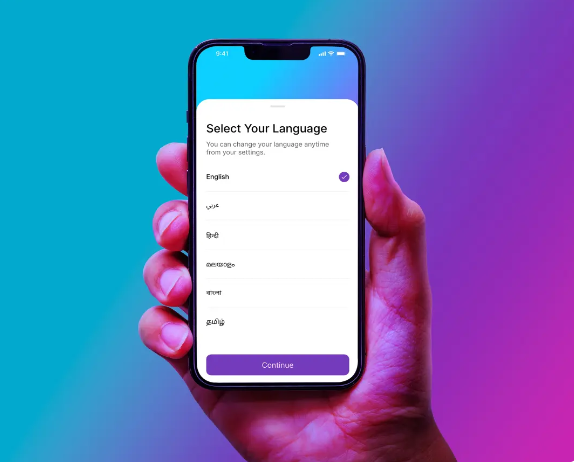 9:41
Select Your Language
You can change your language anytime
from your settings.
English
عربي
हिन्दी
മലയാളം
বাংলা
தமிழ்
Continue